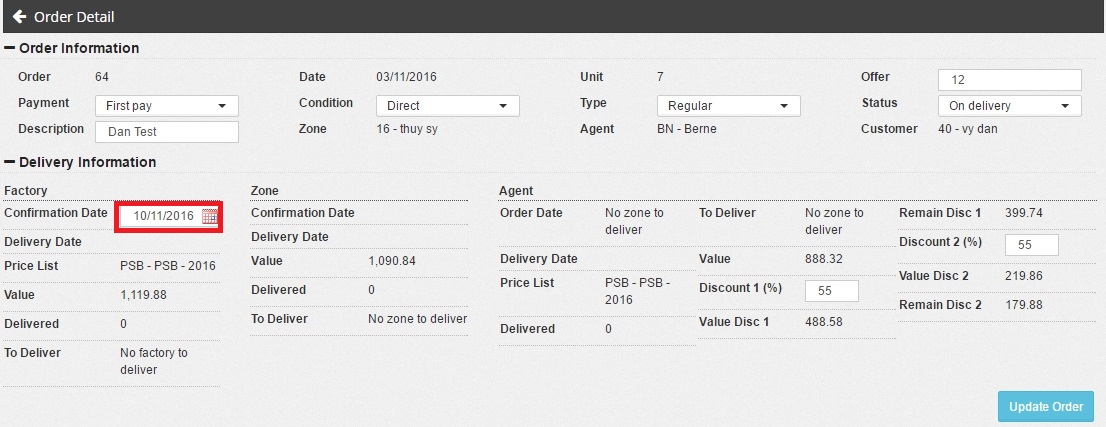 Order Detail
Order Information
Order 64 Date 03/11/2016 Unit 7 Offer 12
Payment First pay Condition Direct Type Regular Status On delivery
Description Dan Test Zone 16 - thuy sy Agent BN - Berne Customer 40 - vy dan
Delivery Information
Factory
Confirmation Date 10/11/2016
Delivery Date
Price List PSB - PSB - 2016
Value 1,119.88
Delivered 0
To Deliver No factory to
deliver
Zone
Confirmation Date
Delivery Date
Value 1,090.84
Delivered 0
To Deliver No zone to deliver
Agent
Order Date No zone to
deliver
Delivery Date
Price List PSB - PSB -
2016
Delivered 0
To Deliver No zone to
deliver
Value 888.32
Discount 1 (%) 55
Value Disc 1 488.58
Remain Disc 1 399.74
Discount 2 (%) 55
Value Disc 2 219.86
Remain Disc 2 179.88
Update Order